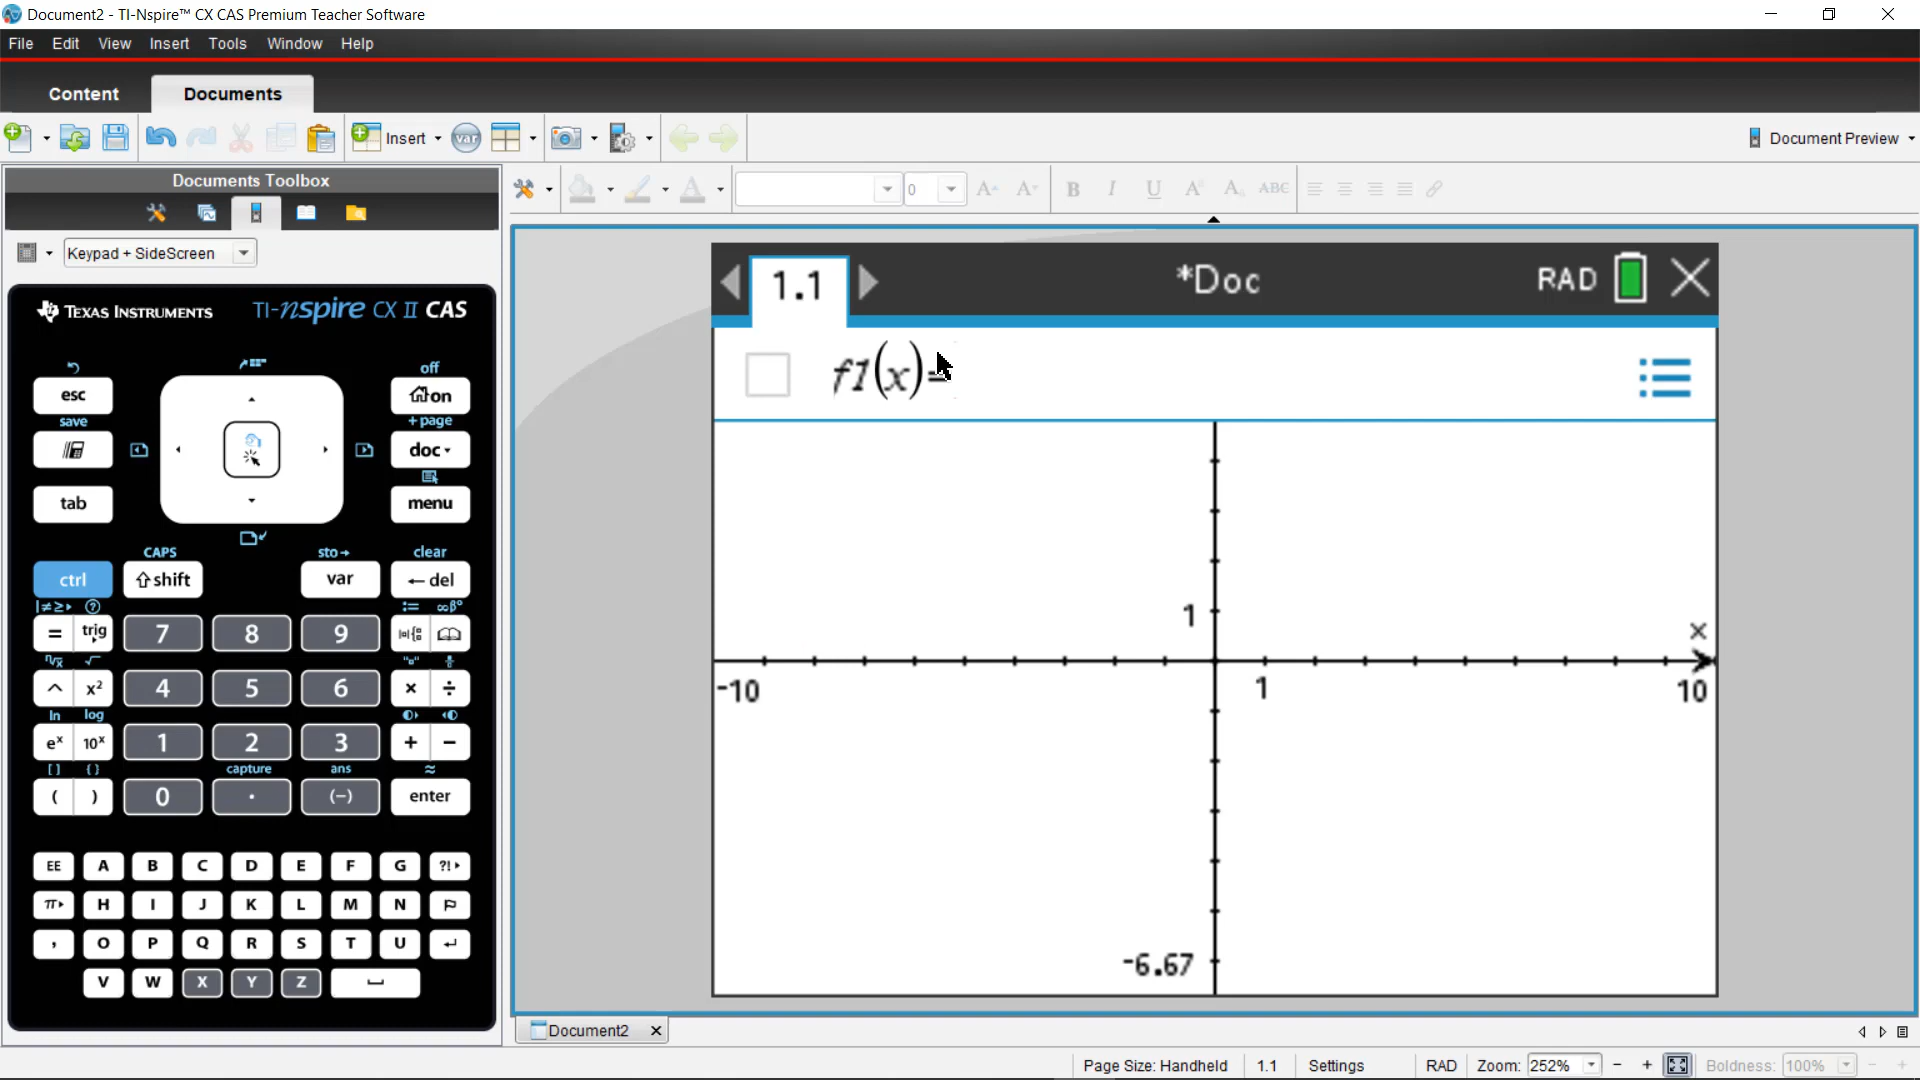 Document2 - TI-Nspire™ CX CAS Premium Teacher Software
File Edit View Insert Tools Window Help
Content Documents
Insert var Document Preview
Documents Toolbox
0 B I U A A ABC
Keypad + SideScreen
1.1 *Doc RAD
TEXAS INSTRUMENTS TI-nspire CX II CAS
f1(x)=
off
esc on
save + page
doc
tab menu
CAPS sto→ clear
ctrl shift var ←del
|≠≥▸ ? := ∞β°
= trig 7 8 9
ⁿ√x √
^ x² 4 5 6 × ÷
ln log
eˣ 10ˣ 1 2 3 + −
[ ] { } capture ans ≈
( ) 0 . (−) enter
EE A B C D E F G ?!▸
π▸ H I J K L M N
, O P Q R S T U
V W X Y Z
1
x
-10 1 10
-6.67
Document2
Page Size: Handheld 1.1 Settings RAD Zoom: 252% − + Boldness: 100% − +